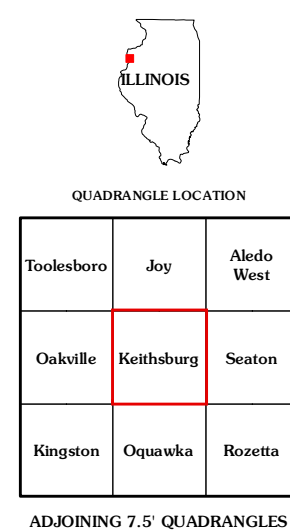 ILLINOIS
QUADRANGLE LOCATION
Toolesboro Joy Aledo West
Oakville Keithsburg Seaton
Kingston Oquawka Rozetta
ADJOINING 7.5' QUADRANGLES